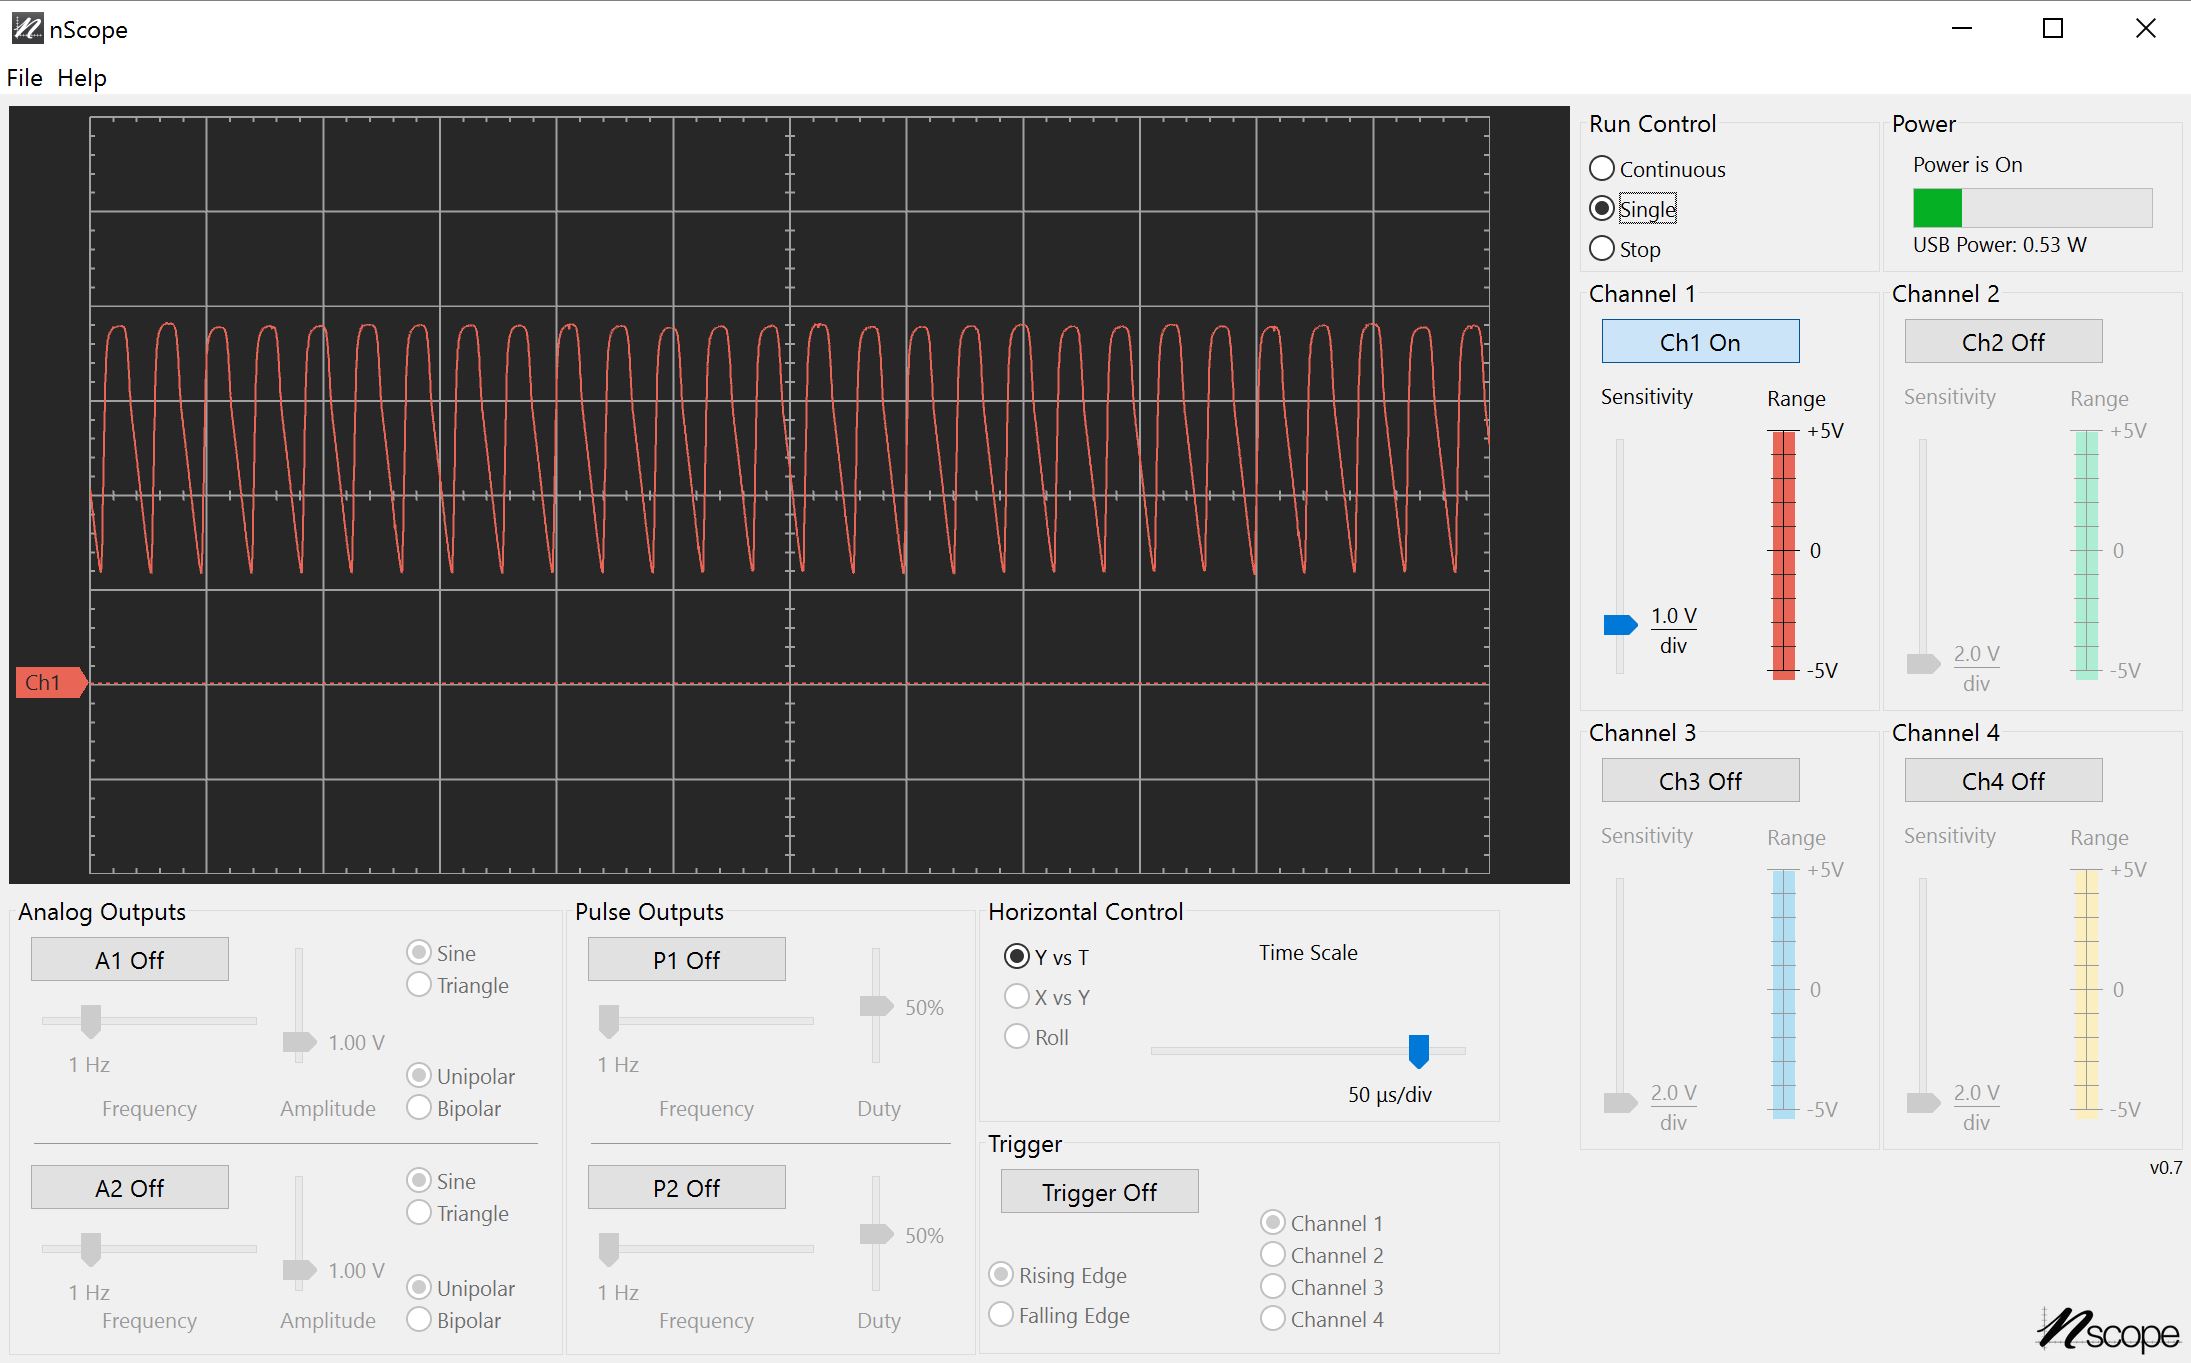 nScope
File Help
Run Control
Continuous
Single
Stop
Power
Power is On
USB Power: 0.53 W
Channel 1
Ch1 On
Sensitivity
Range
+5V
0
-5V
1.0 V
div
Channel 2
Ch2 Off
Sensitivity
Range
+5V
0
-5V
2.0 V
div
Ch1
Channel 3
Ch3 Off
Sensitivity
Range
+5V
0
-5V
2.0 V
div
Channel 4
Ch4 Off
Sensitivity
Range
+5V
0
-5V
2.0 V
div
Analog Outputs
A1 Off
Sine
Triangle
1 Hz
1.00 V
Unipolar
Bipolar
Frequency
Amplitude
A2 Off
Sine
Triangle
1 Hz
1.00 V
Unipolar
Bipolar
Frequency
Amplitude
Pulse Outputs
P1 Off
50%
1 Hz
Frequency
Duty
P2 Off
50%
1 Hz
Frequency
Duty
Horizontal Control
Y vs T
X vs Y
Roll
Time Scale
50 µs/div
Trigger
Trigger Off
Rising Edge
Falling Edge
Channel 1
Channel 2
Channel 3
Channel 4
v0.7
nscope